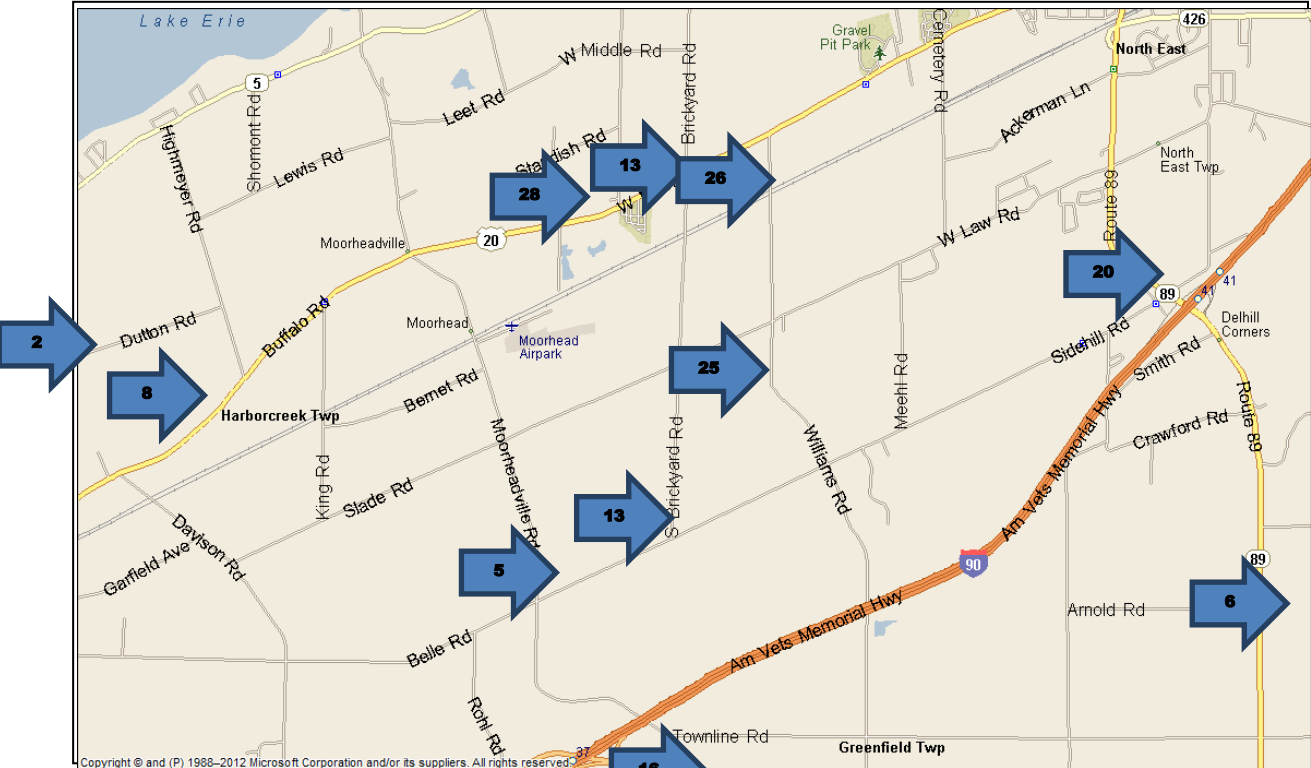 Lake Erie
426
Gravel
Pit Park
Cemetery Rd
North East
W Middle Rd
Brickyard Rd
5
Leet Rd
Shomont Rd
Ackerman Ln
Highmeyer Rd
Lewis Rd
Standish Rd
13
26
28
W
North
East Twp
Route 89
W Law Rd
Moorheadville
20
20
89
41
41
Buffalo Rd
Dutton Rd
2
Moorhead
Moorhead
Airpark
Delhill
Corners
Sidehill Rd
Smith Rd
25
8
Harborcreek Twp
Bernet Rd
Meehl Rd
Route 89
Crawford Rd
Moorheadville Rd
Williams Rd
S Brickyard Rd
King Rd
Slade Rd
13
Am Vets Memorial Hwy
Davison Rd
Garfield Ave
5
90
89
6
Arnold Rd
Am Vets Memorial Hwy
Belle Rd
Rohl Rd
Townline Rd
37
16
Greenfield Twp
Copyright © and (P) 1988–2012 Microsoft Corporation and/or its suppliers. All rights reserved.